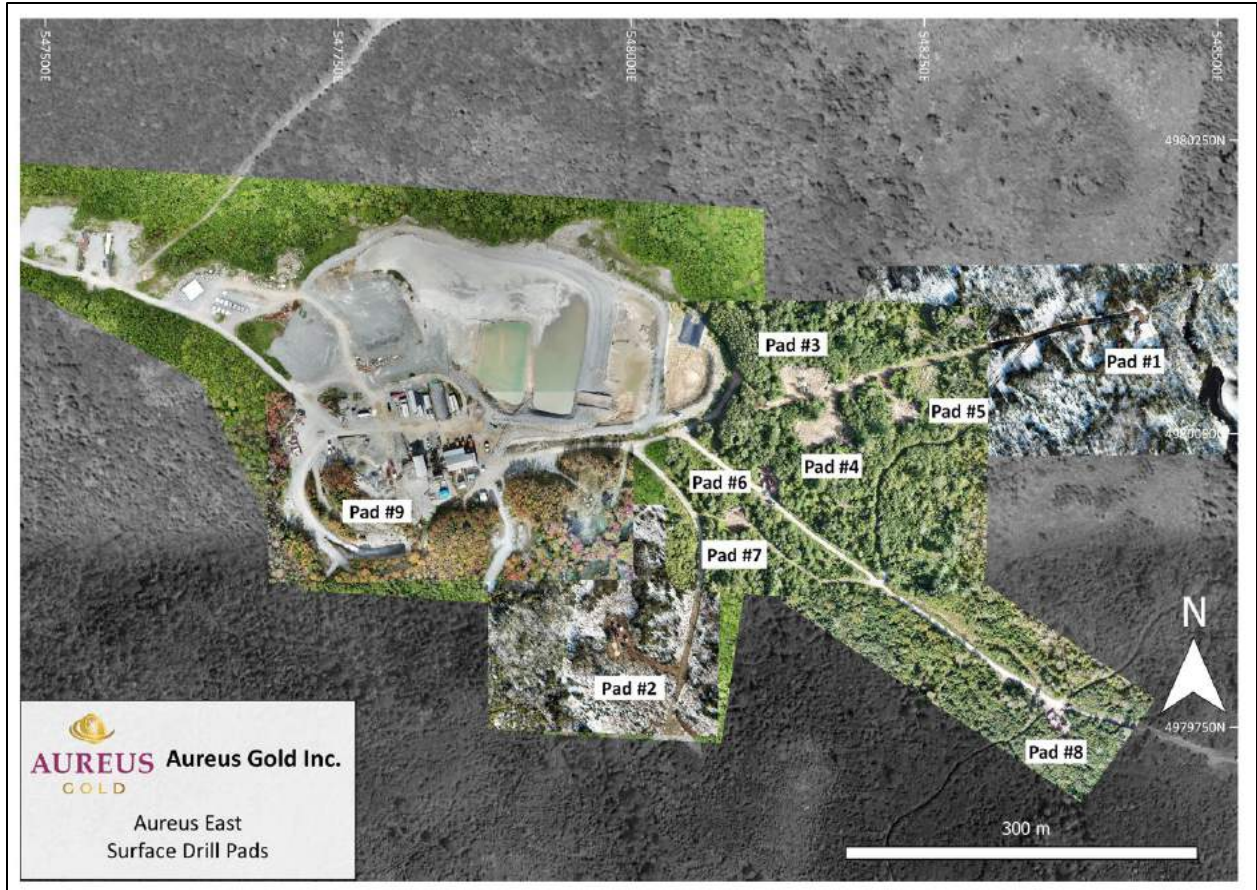 547500E
547750E
548000E
548250E
548500E
4980250N
Pad #3
Pad #1
Pad #5
4980000N
Pad #4
Pad #6
Pad #9
Pad #7
N
Pad #2
4979750N
Pad #8
AUREUS
GOLD
Aureus Gold Inc.
Aureus East
Surface Drill Pads
300 m